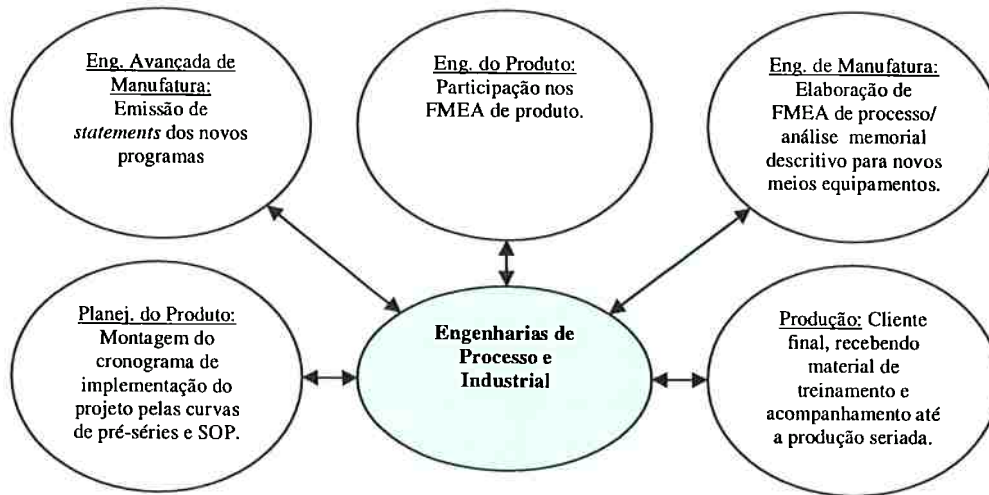 Eng. Avançada de
Manufatura:
Emissão de
statements dos novos
programas
Eng. do Produto:
Participação nos
FMEA de produto.
Eng. de Manufatura:
Elaboração de
FMEA de processo/
análise memorial
descritivo para novos
meios equipamentos.
Planej. do Produto:
Montagem do
cronograma de
implementação do
projeto pelas curvas
de pré-séries e SOP.
Engenharias de
Processo e
Industrial
Produção: Cliente
final, recebendo
material de
treinamento e
acompanhamento até
a produção seriada.